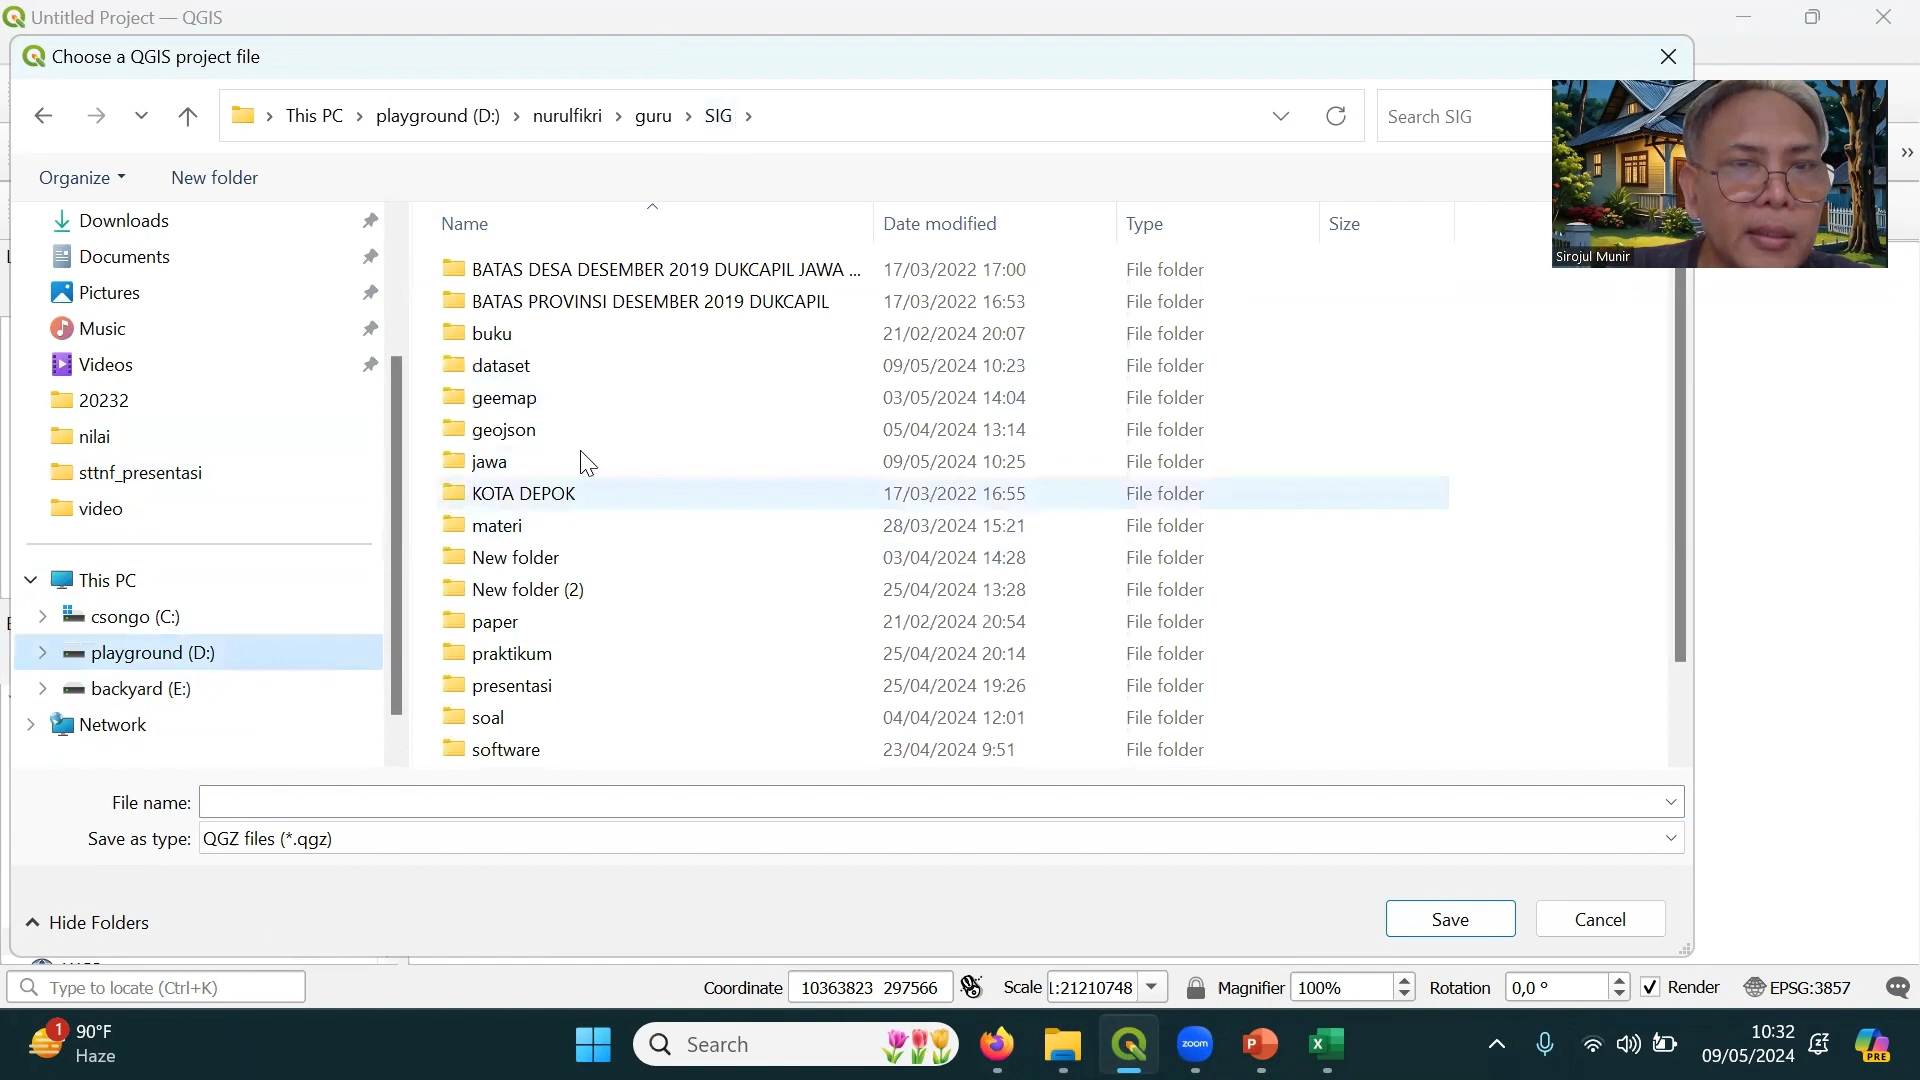 Untitled Project — QGIS
Choose a QGIS project file
This PC
playground (D:)
nurulfikri
guru
SIG
Search SIG
Organize
New folder
Sirojul Munir
Downloads
Documents
Pictures
Music
Videos
20232
nilai
sttnf_presentasi
video
This PC
csongo (C:)
playground (D:)
backyard (E:)
Network
Name Date modified Type Size
BATAS DESA DESEMBER 2019 DUKCAPIL JAWA ... 17/03/2022 17:00 File folder
BATAS PROVINSI DESEMBER 2019 DUKCAPIL 17/03/2022 16:53 File folder
buku 21/02/2024 20:07 File folder
dataset 09/05/2024 10:23 File folder
geemap 03/05/2024 14:04 File folder
geojson 05/04/2024 13:14 File folder
jawa 09/05/2024 10:25 File folder
KOTA DEPOK 17/03/2022 16:55 File folder
materi 28/03/2024 15:21 File folder
New folder 03/04/2024 14:28 File folder
New folder (2) 25/04/2024 13:28 File folder
paper 21/02/2024 20:54 File folder
praktikum 25/04/2024 20:14 File folder
presentasi 25/04/2024 19:26 File folder
soal 04/04/2024 12:01 File folder
software 23/04/2024 9:51 File folder
File name:
Save as type: QGZ files (*.qgz)
Hide Folders
Save
Cancel
Type to locate (Ctrl+K)
Coordinate 10363823 297566
Scale 1:21210748
Magnifier 100%
Rotation 0,0 °
Render
EPSG:3857
1
90°F
Haze
Search
zoom
10:32
09/05/2024
PRE